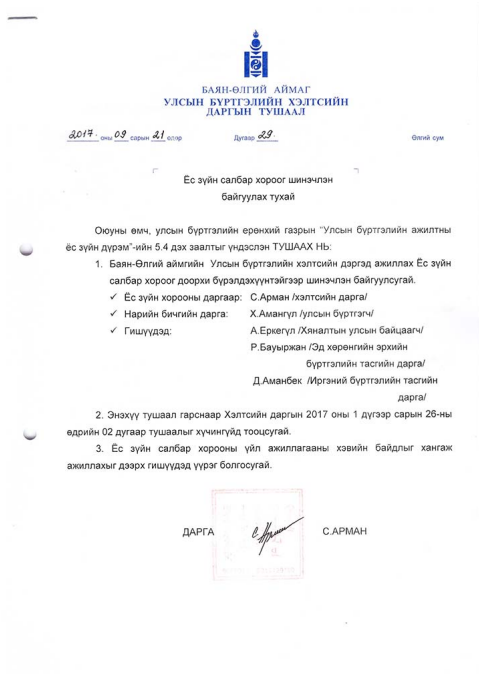 БАЯН-ӨЛГИЙ АЙМАГ
УЛСЫН БҮРТГЭЛИЙН ХЭЛТСИЙН
ДАРГЫН ТУШААЛ
2017 оны 09 сарын 21 өдөр Дугаар 29. Өлгий сум
Ёс зүйн салбар хороог шинэчлэн
байгуулах тухай
Оюуны өмч, улсын бүртгэлийн ерөнхий газрын "Улсын бүртгэлийн ажилтны
ёс зүйн дүрэм"-ийн 5.4 дэх заалтыг үндэслэн ТУШААХ НЬ:
1. Баян-Өлгий аймгийн Улсын бүртгэлийн хэлтсийн дэргэд ажиллах Ёс зүйн
салбар хороог доорхи бүрэлдэхүүнтэйгээр шинэчлэн байгуулсугай.
✓ Ёс зүйн хорооны даргаар: С.Арман /хэлтсийн дарга/
✓ Нарийн бичгийн дарга: Х.Амангүл /улсын бүртгэгч/
✓ Гишүүдэд: А.Еркегүл /Хяналтын улсын байцаагч/
Р.Бауыржан /Эд хөрөнгийн эрхийн
бүртгэлийн тасгийн дарга/
Д.Аманбек /Иргэний бүртгэлийн тасгийн
дарга/
2. Энэхүү тушаал гарснаар Хэлтсийн даргын 2017 оны 1 дүгээр сарын 26-ны
өдрийн 02 дугаар тушаалыг хүчингүйд тооцсугай.
3. Ёс зүйн салбар хорооны үйл ажиллагааны хэвийн байдлыг хангаж
ажиллахыг дээрх гишүүдэд үүрэг болгосугай.
ДАРГА С.АРМАН